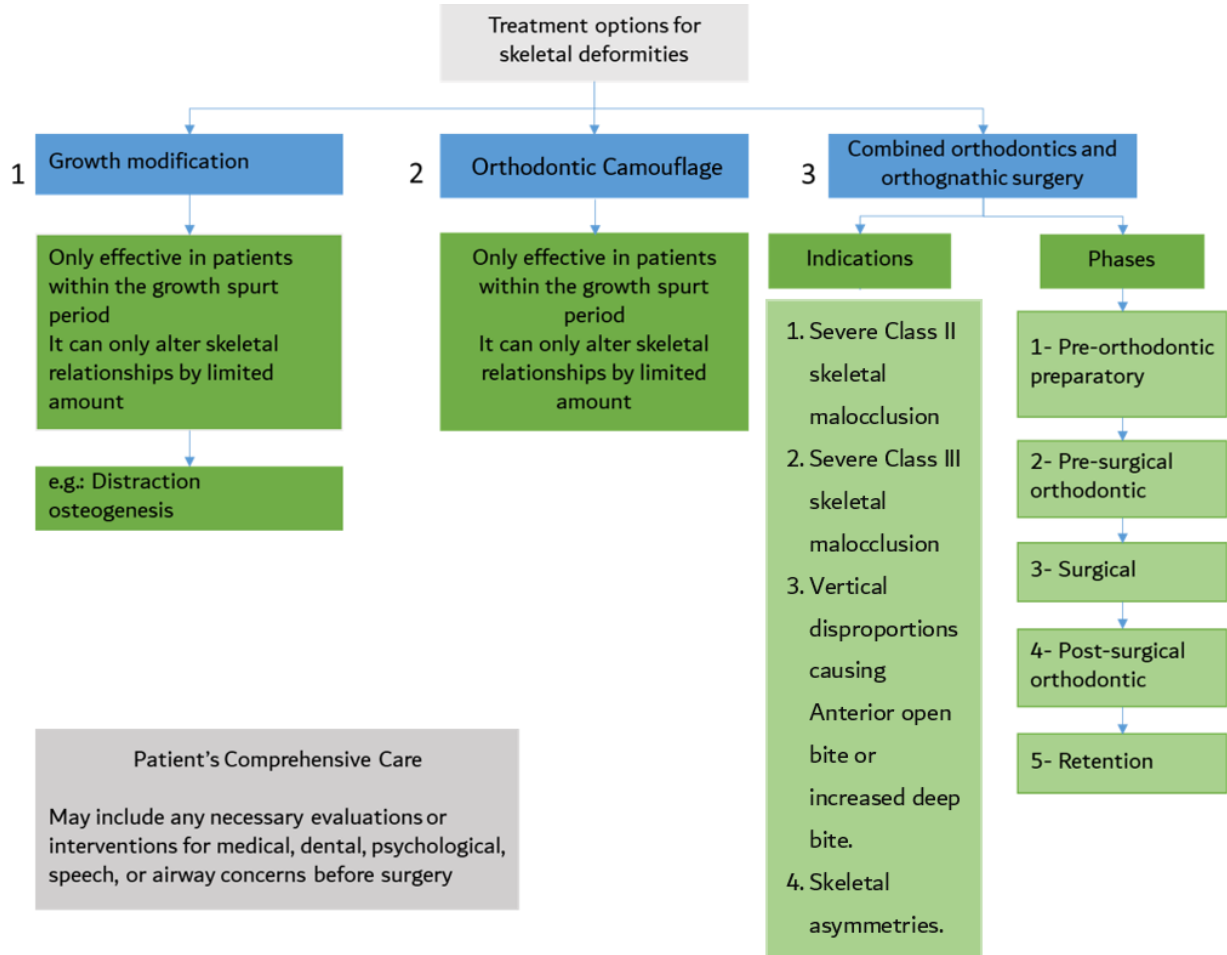 Treatment options for
skeletal deformities
1
Growth modification
Only effective in patients
within the growth spurt
period
It can only alter skeletal
relationships by limited
amount
e.g.: Distraction
osteogenesis
2
Orthodontic Camouflage
Only effective in patients
within the growth spurt
period
It can only alter skeletal
relationships by limited
amount
3
Combined orthodontics and
orthognathic surgery
Indications
1. Severe Class II
skeletal
malocclusion
2. Severe Class III
skeletal
malocclusion
3. Vertical
disproportions
causing
Anterior open
bite or
increased deep
bite.
4. Skeletal
asymmetries.
Phases
1- Pre-orthodontic
preparatory
2- Pre-surgical
orthodontic
3- Surgical
4- Post-surgical
orthodontic
5- Retention
Patient's Comprehensive Care
May include any necessary evaluations or
interventions for medical, dental, psychological,
speech, or airway concerns before surgery